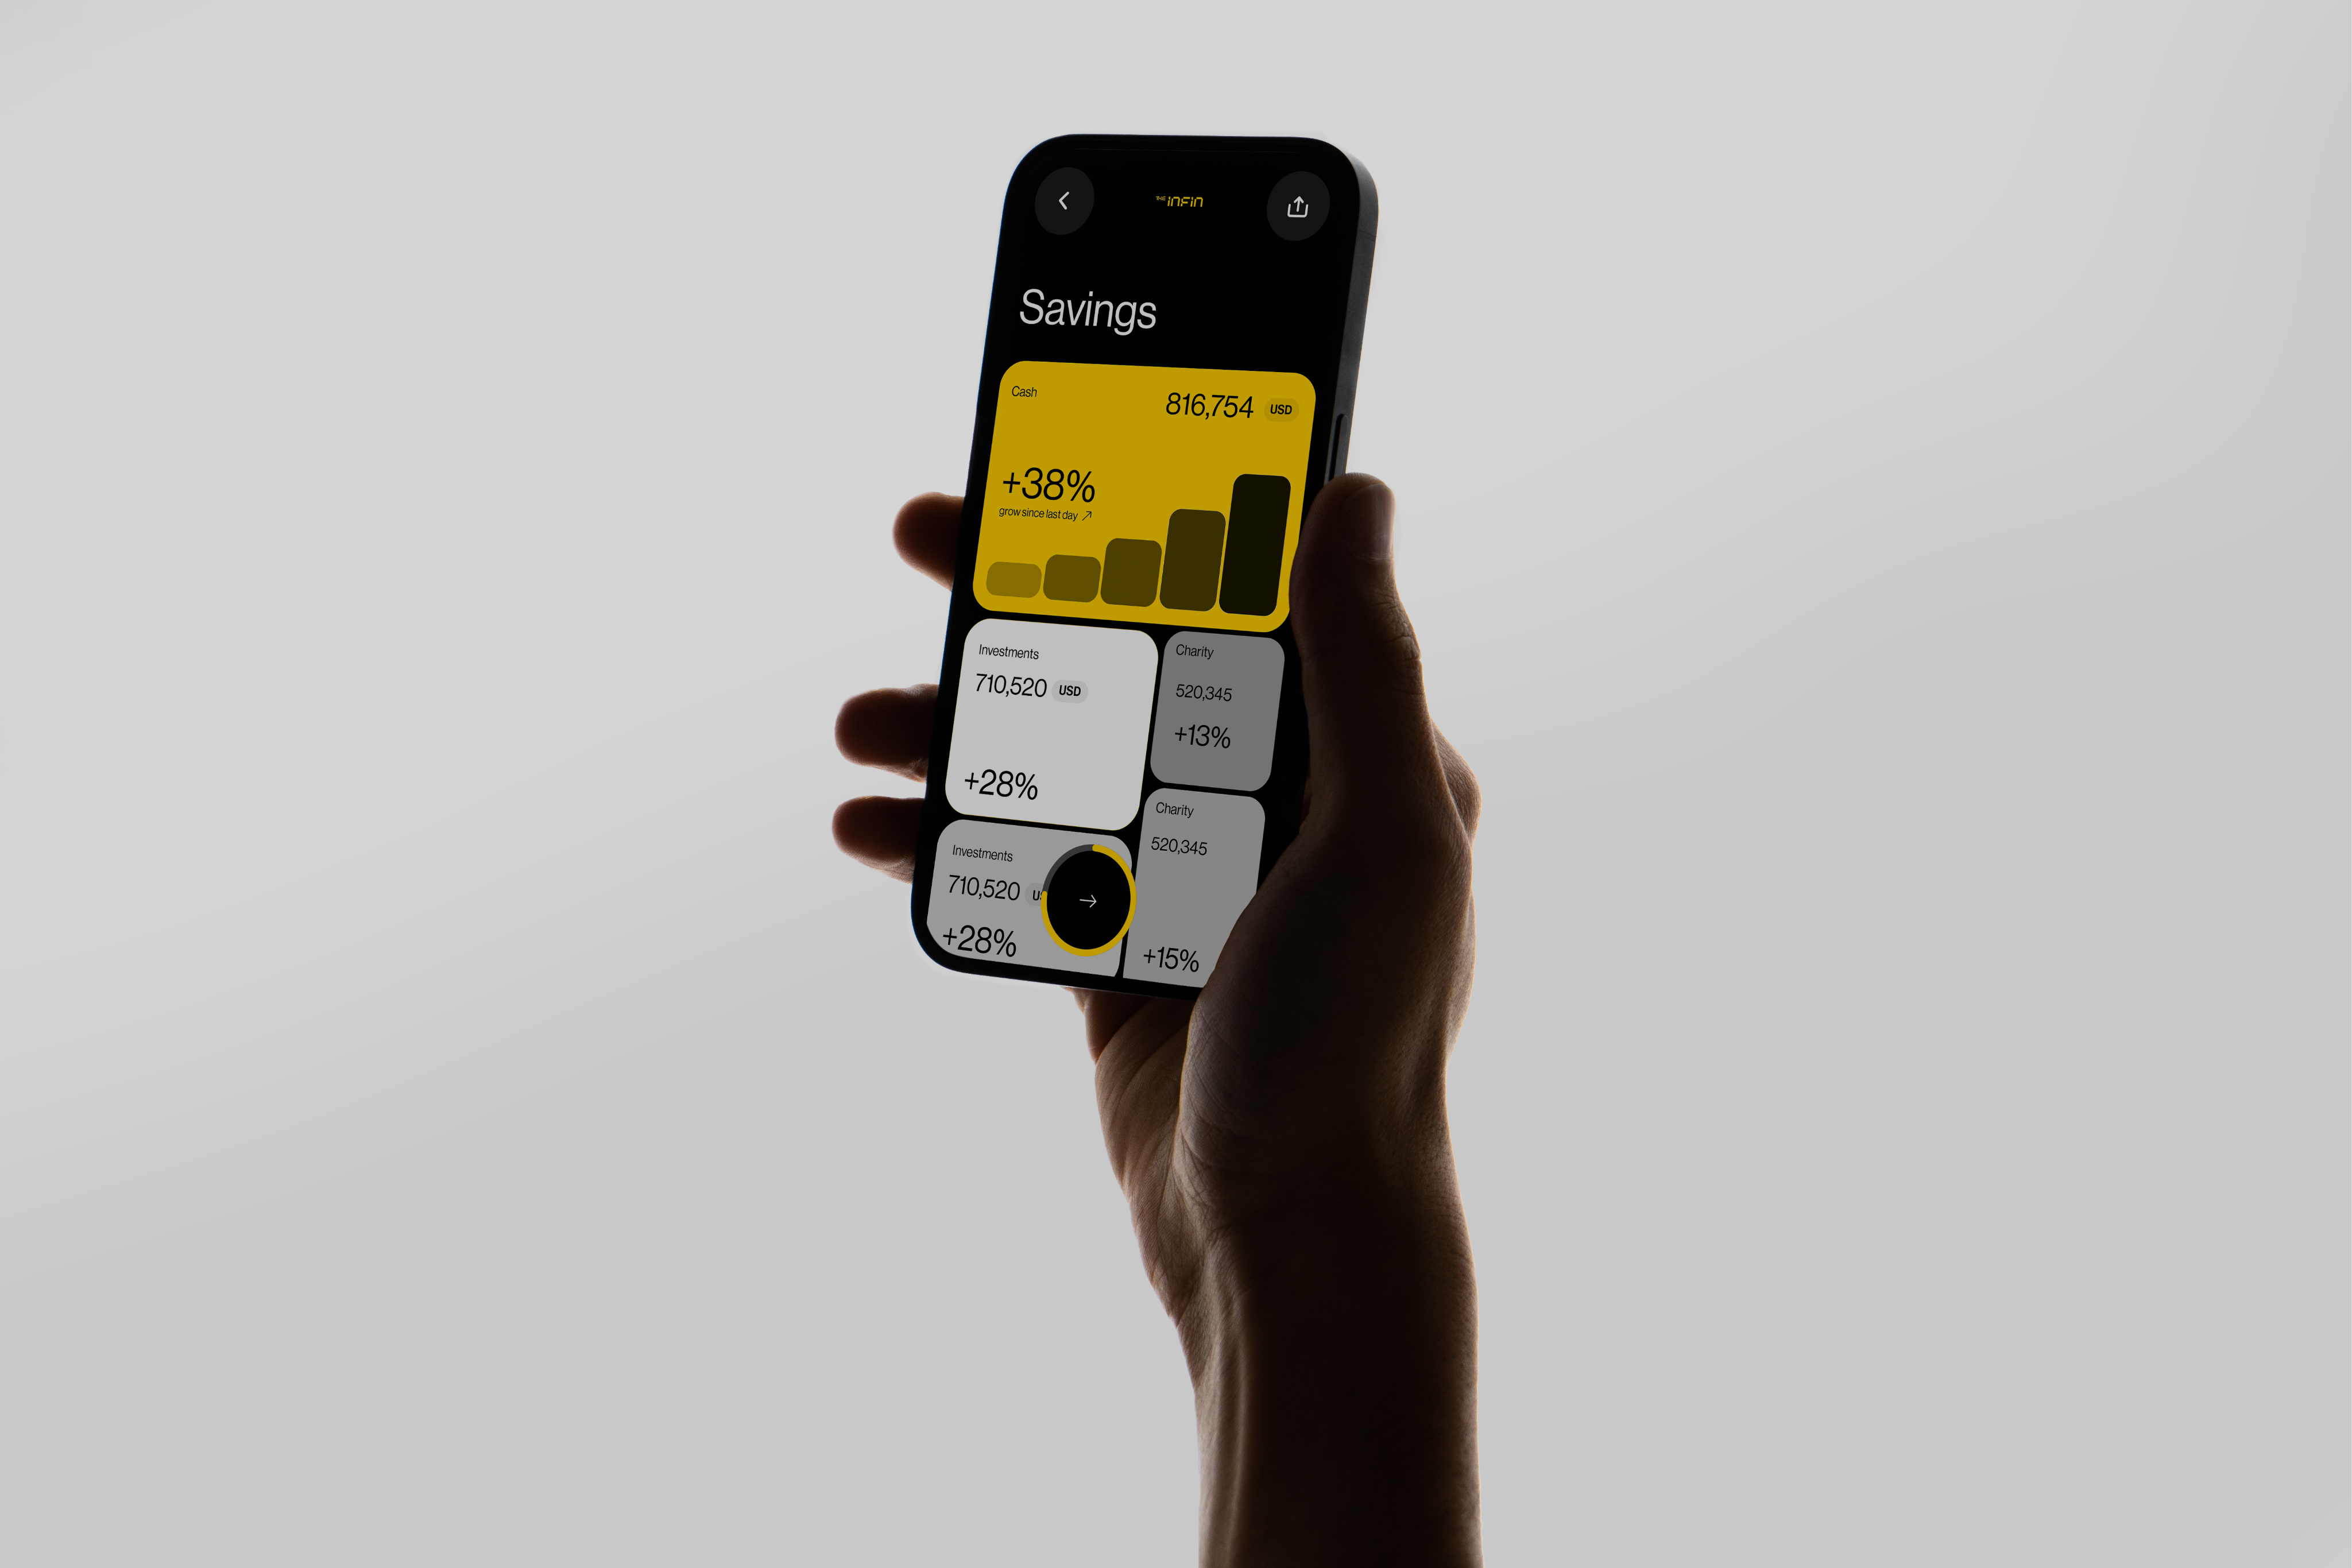 THE INFIN
Savings
Cash
816,754 USD
+38%
grow since last day
Investments
710,520 USD
+28%
Charity
520,345
+13%
Charity
520,345
+15%
Investments
710,520
+28%